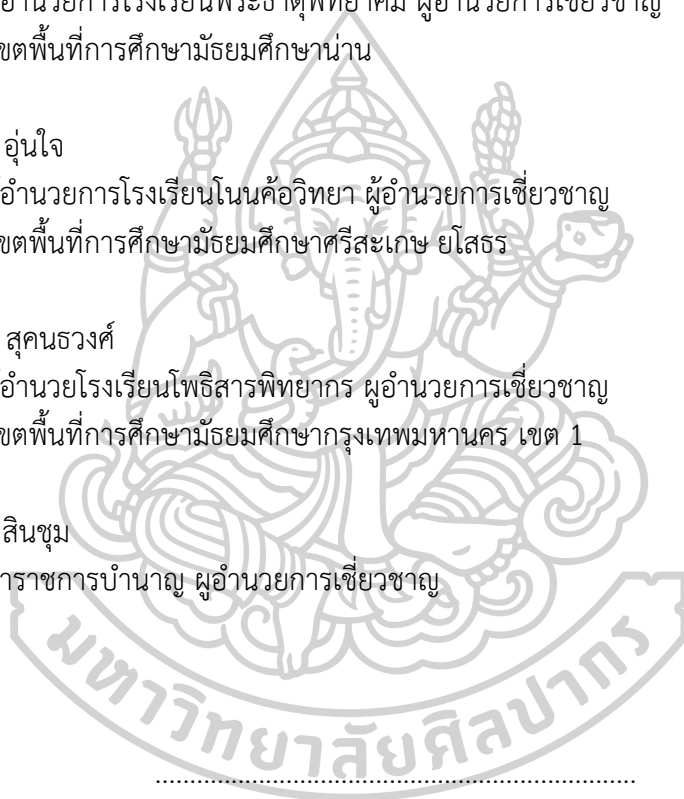 อำนวยการโรงเรียนพระธาตุพิทยาคม ผู้อำนวยการเชี่ยวชาญ
ขตพื้นที่การศึกษามัธยมศึกษาน่าน
อุ่นใจ
อำนวยการโรงเรียนโนนค้อวิทยา ผู้อำนวยการเชี่ยวชาญ
ขตพื้นที่การศึกษามัธยมศึกษาศรีสะเกษ ยโสธร
สุคนธวงศ์
อำนวยโรงเรียนโพธิสารพิทยากร ผู้อำนวยการเชี่ยวชาญ
ขตพื้นที่การศึกษามัธยมศึกษากรุงเทพมหานคร เขต 1
สินชุม
าราชการบำนาญ ผู้อำนวยการเชี่ยวชาญ
มหาวิทยาลัยศิลปากร